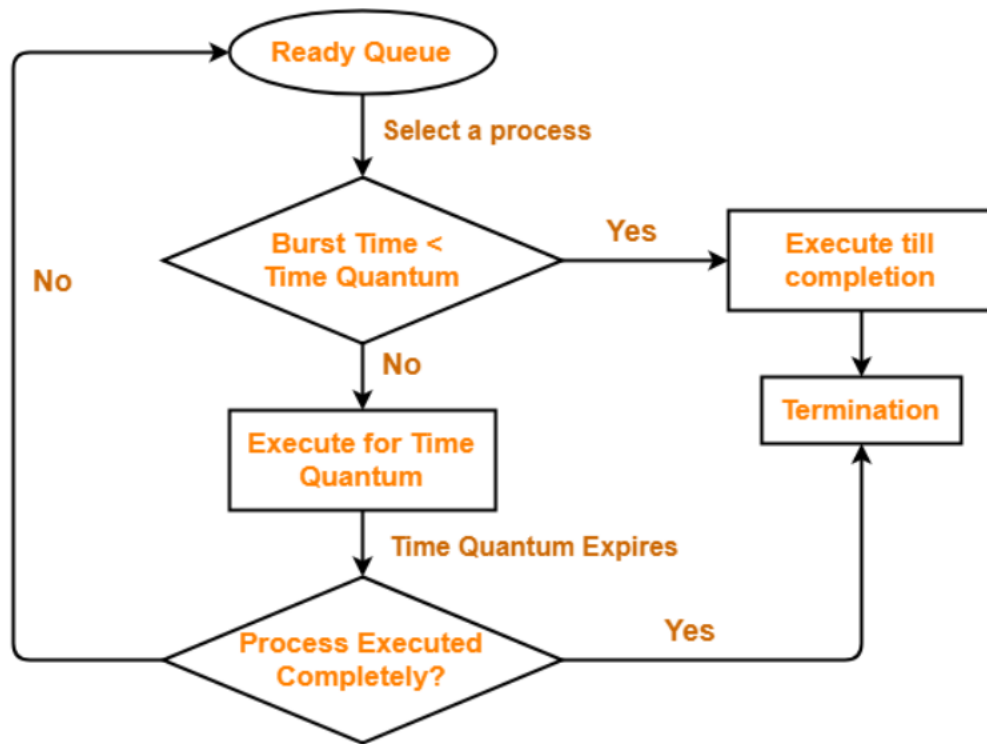 Ready Queue
Select a process
Burst Time <
Time Quantum
Yes
Execute till
completion
No
No
Termination
Execute for Time
Quantum
Time Quantum Expires
Process Executed
Completely?
Yes